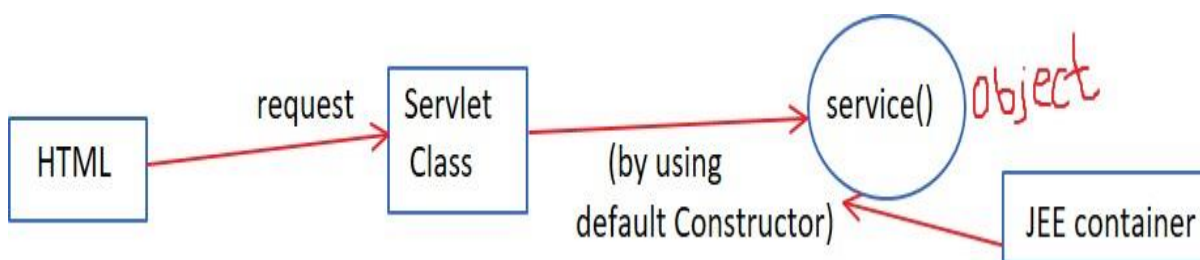 HTML
request
Servlet
Class
(by using
default Constructor)
service()
object
JEE container